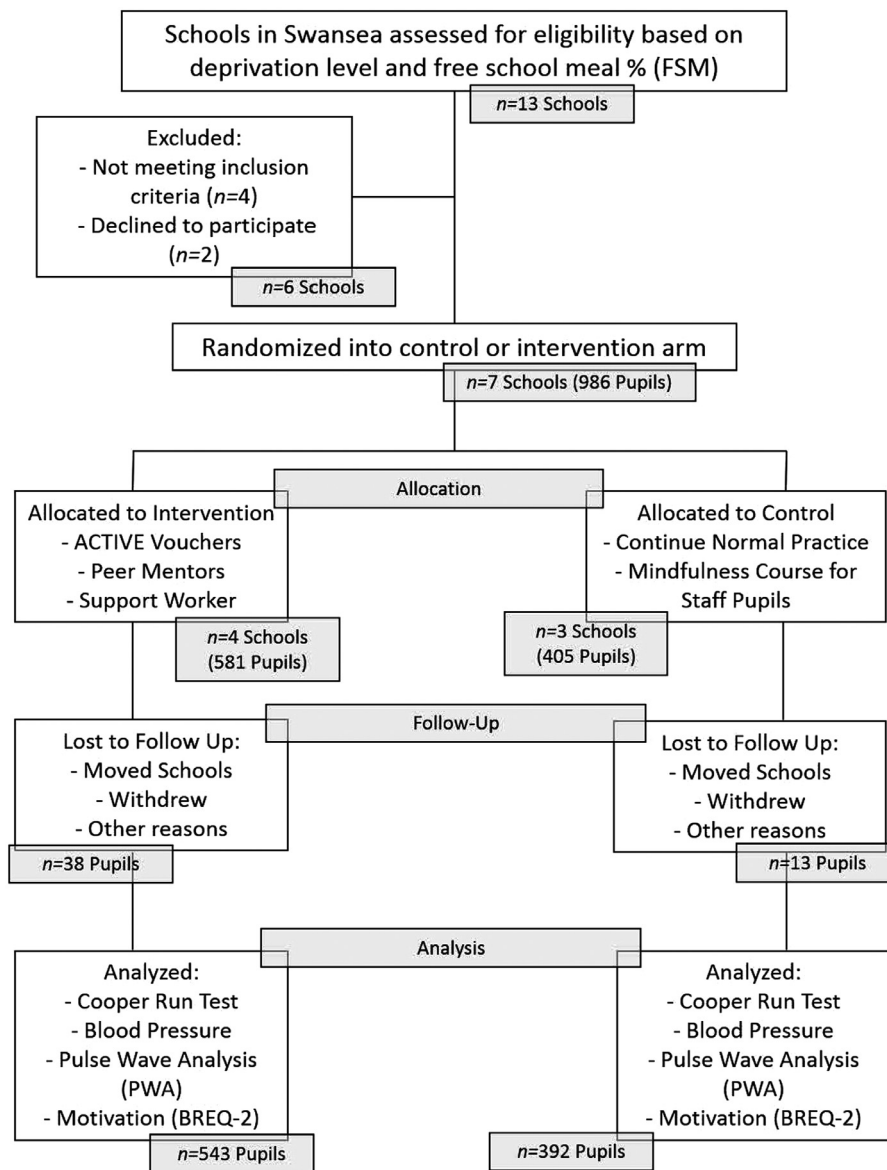 Schools in Swansea assessed for eligibility based on
deprivation level and free school meal % (FSM)
n=13 Schools
Excluded:
- Not meeting inclusion
criteria (n=4)
- Declined to participate
(n=2)
n=6 Schools
Randomized into control or intervention arm
n=7 Schools (986 Pupils)
Allocation
Allocated to Intervention
- ACTIVE Vouchers
- Peer Mentors
- Support Worker
n=4 Schools
(581 Pupils)
Allocated to Control
- Continue Normal Practice
- Mindfulness Course for
Staff Pupils
n=3 Schools
(405 Pupils)
Follow-Up
Lost to Follow Up:
- Moved Schools
- Withdrew
- Other reasons
n=38 Pupils
Lost to Follow Up:
- Moved Schools
- Withdrew
- Other reasons
n=13 Pupils
Analysis
Analyzed:
- Cooper Run Test
- Blood Pressure
- Pulse Wave Analysis
(PWA)
- Motivation (BREQ-2)
n=543 Pupils
Analyzed:
- Cooper Run Test
- Blood Pressure
- Pulse Wave Analysis
(PWA)
- Motivation (BREQ-2)
n=392 Pupils